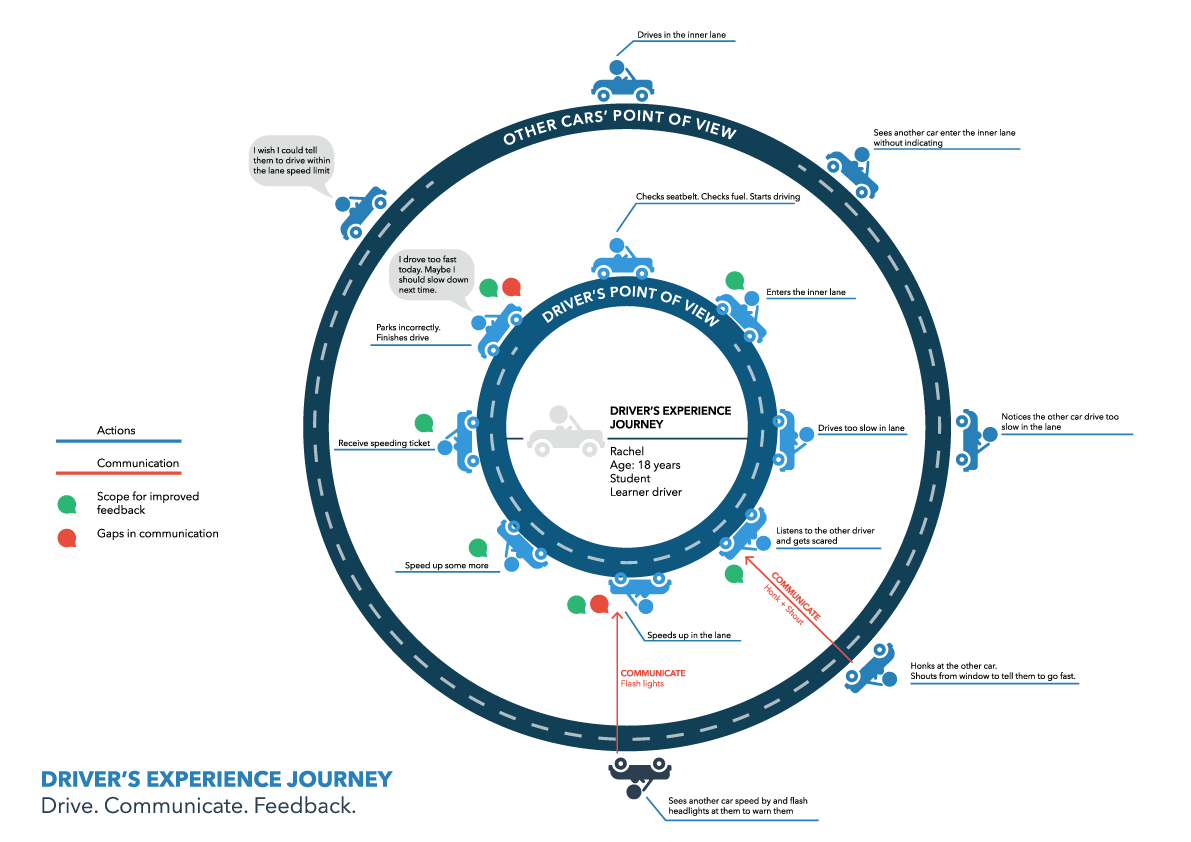 Drives in the inner lane
OTHER CARS' POINT OF VIEW
Sees another car enter the inner lane
without indicating
I wish I could tell
them to drive within
the lane speed limit
Checks seatbelt. Checks fuel. Starts driving
I drove too fast
today. Maybe I
should slow down
next time.
DRIVER'S POINT OF VIEW
Enters the inner lane
Parks incorrectly.
Finishes drive
DRIVER'S EXPERIENCE
JOURNEY
Rachel
Age: 18 years
Student
Learner driver
Drives too slow in lane
Notices the other car drive too
slow in the lane
Receive speeding ticket
Actions
Communication
Scope for improved
feedback
Gaps in communication
Listens to the other driver
and gets scared
Speed up some more
COMMUNICATE
Honk + Shout
Speeds up in the lane
COMMUNICATE
Flash lights
Honks at the other car.
Shouts from window to tell them to go fast.
Sees another car speed by and flash
headlights at them to warn them
DRIVER'S EXPERIENCE JOURNEY
Drive. Communicate. Feedback.